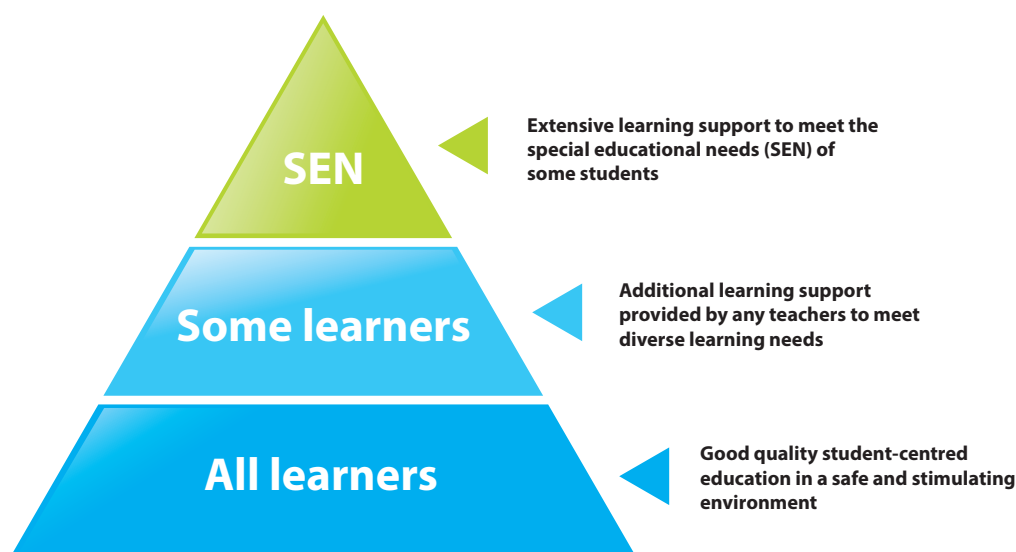 SEN
Extensive learning support to meet the
special educational needs (SEN) of
some students
Some learners
Additional learning support
provided by any teachers to meet
diverse learning needs
All learners
Good quality student-centred
education in a safe and stimulating
environment